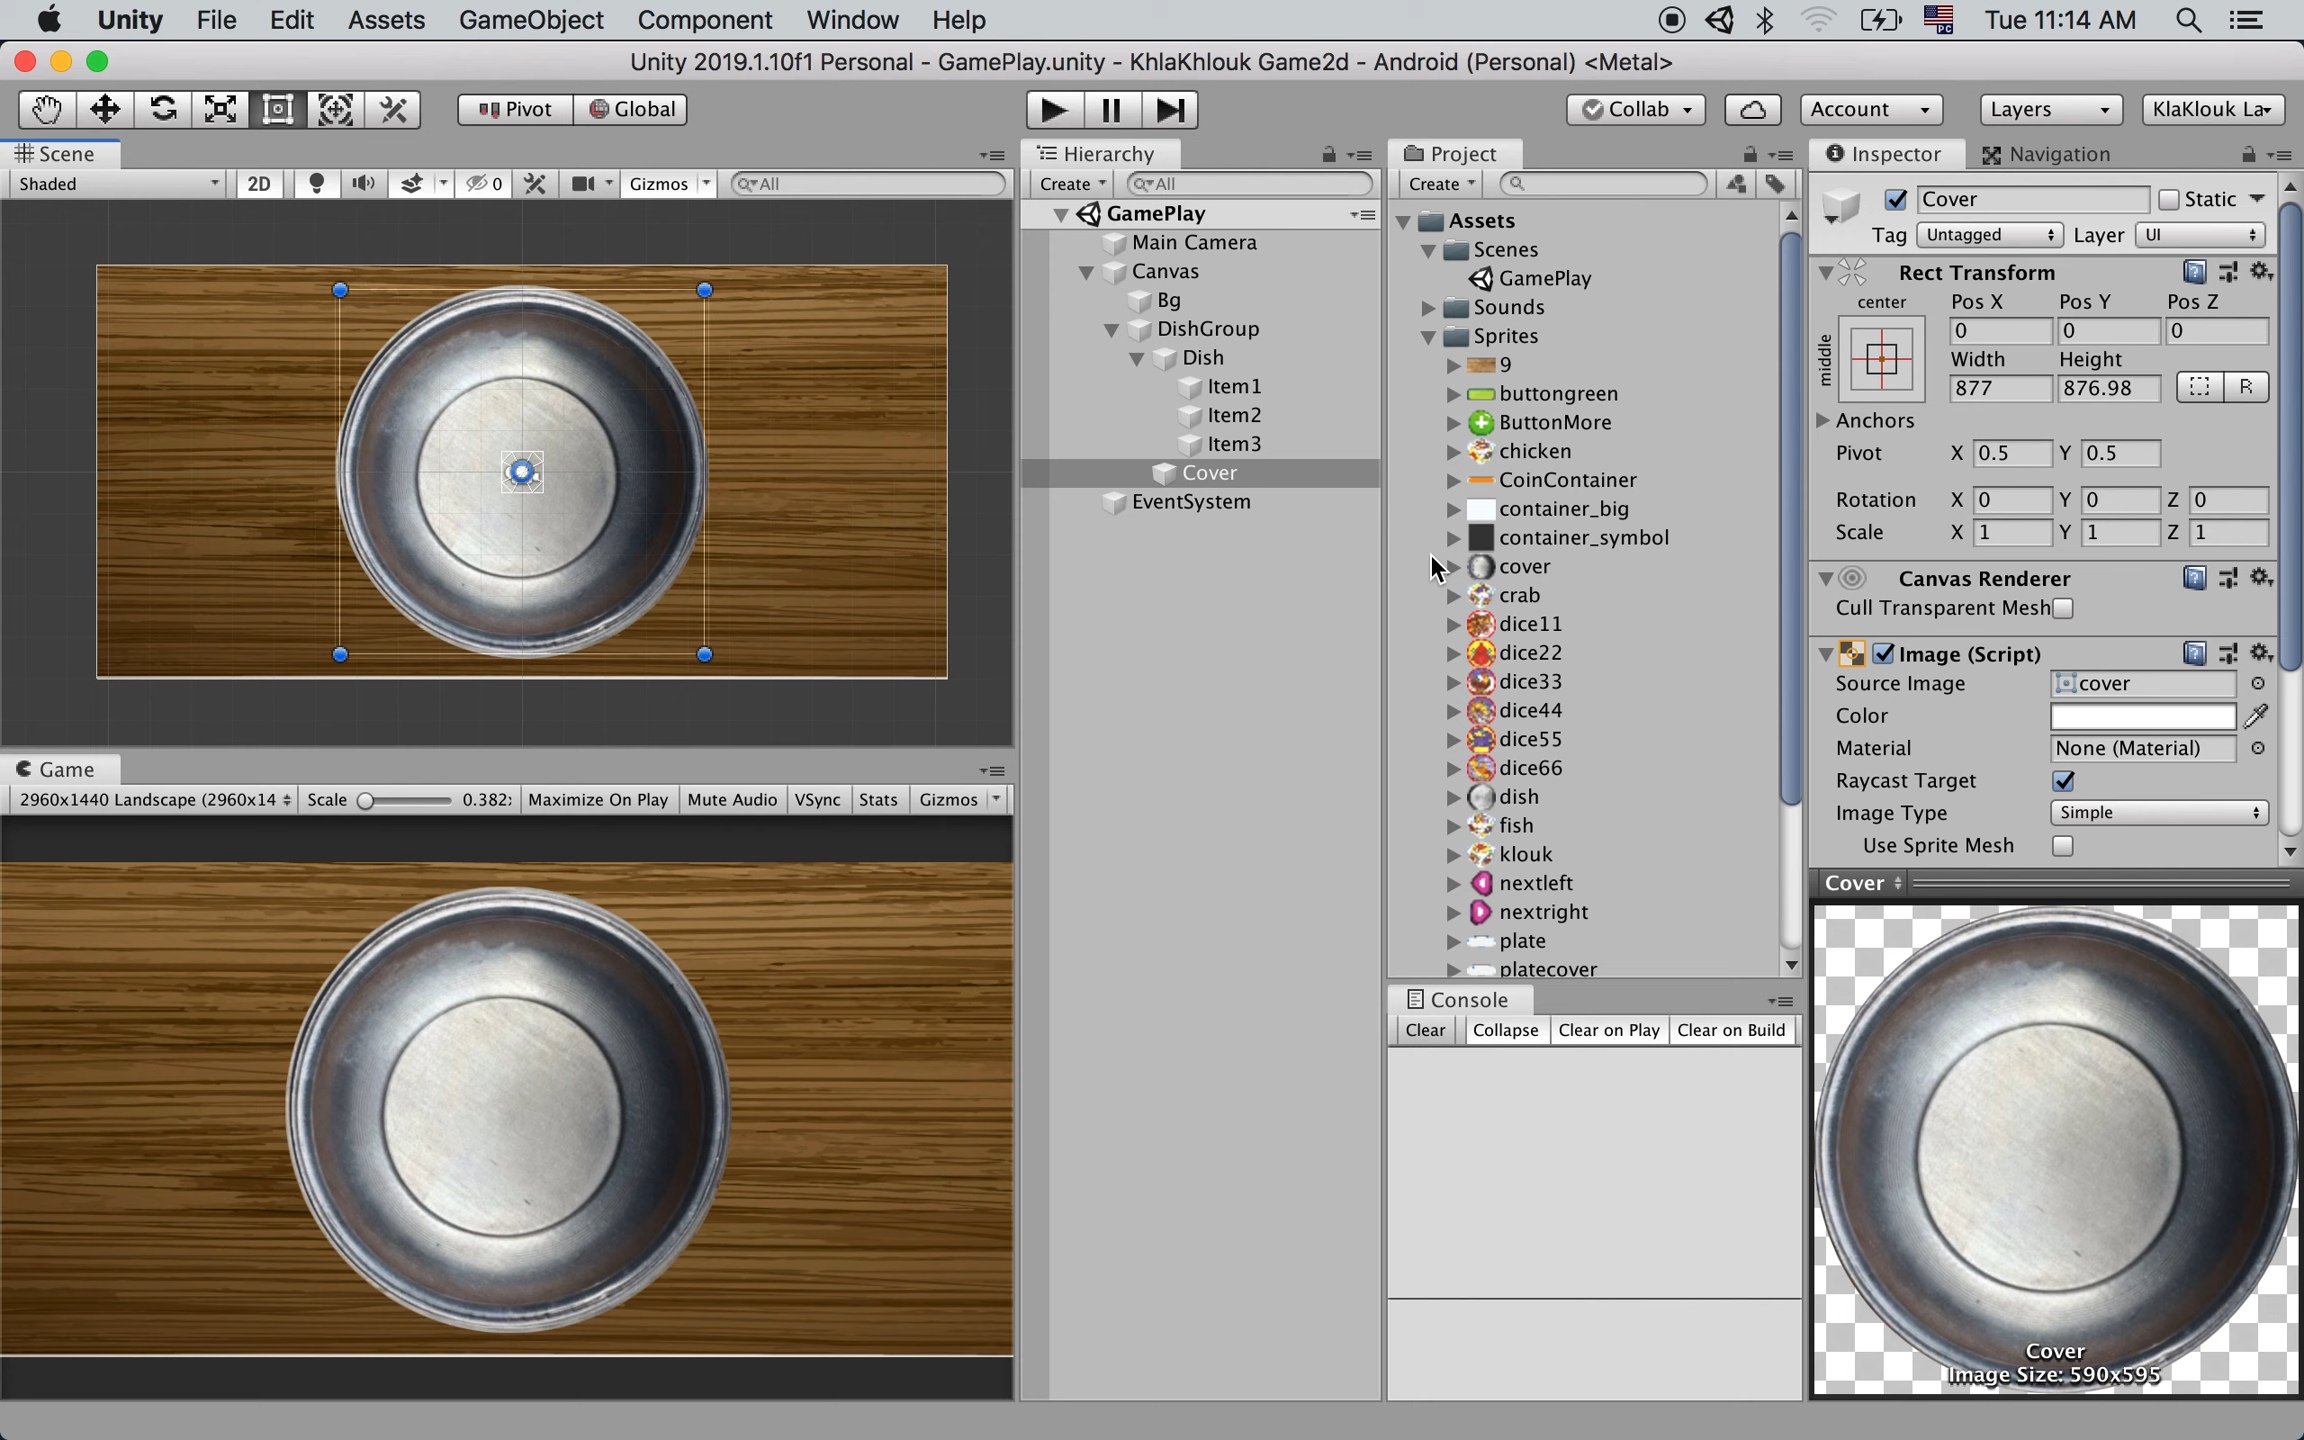 Unity File Edit Assets GameObject Component Window Help Tue 11:14 AM
Unity 2019.1.10f1 Personal - GamePlay.unity - KhlaKhlouk Game2d - Android (Personal) <Metal>
Pivot Global Collab Account Layers KlaKlouk La
Scene
Shaded 2D 0 Gizmos All
Game
2960x1440 Landscape (2960x14 Scale 0.382: Maximize On Play Mute Audio VSync Stats Gizmos
Hierarchy
Create All
GamePlay
Main Camera
Canvas
Bg
DishGroup
Dish
Item1
Item2
Item3
Cover
EventSystem
Project
Create
Assets
Scenes
GamePlay
Sounds
Sprites
9
buttongreen
ButtonMore
chicken
CoinContainer
container_big
container_symbol
cover
crab
dice11
dice22
dice33
dice44
dice55
dice66
dish
fish
klouk
nextleft
nextright
plate
platecover
Console
Clear Collapse Clear on Play Clear on Build
Inspector Navigation
Cover Static
Tag Untagged Layer UI
Rect Transform
center Pos X Pos Y Pos Z
middle
0 0 0
Width Height
877 876.98 R
Anchors
Pivot X 0.5 Y 0.5
Rotation X 0 Y 0 Z 0
Scale X 1 Y 1 Z 1
Canvas Renderer
Cull Transparent Mesh
Image (Script)
Source Image cover
Color
Material None (Material)
Raycast Target
Image Type Simple
Use Sprite Mesh
Cover
Cover
Image Size: 590x595